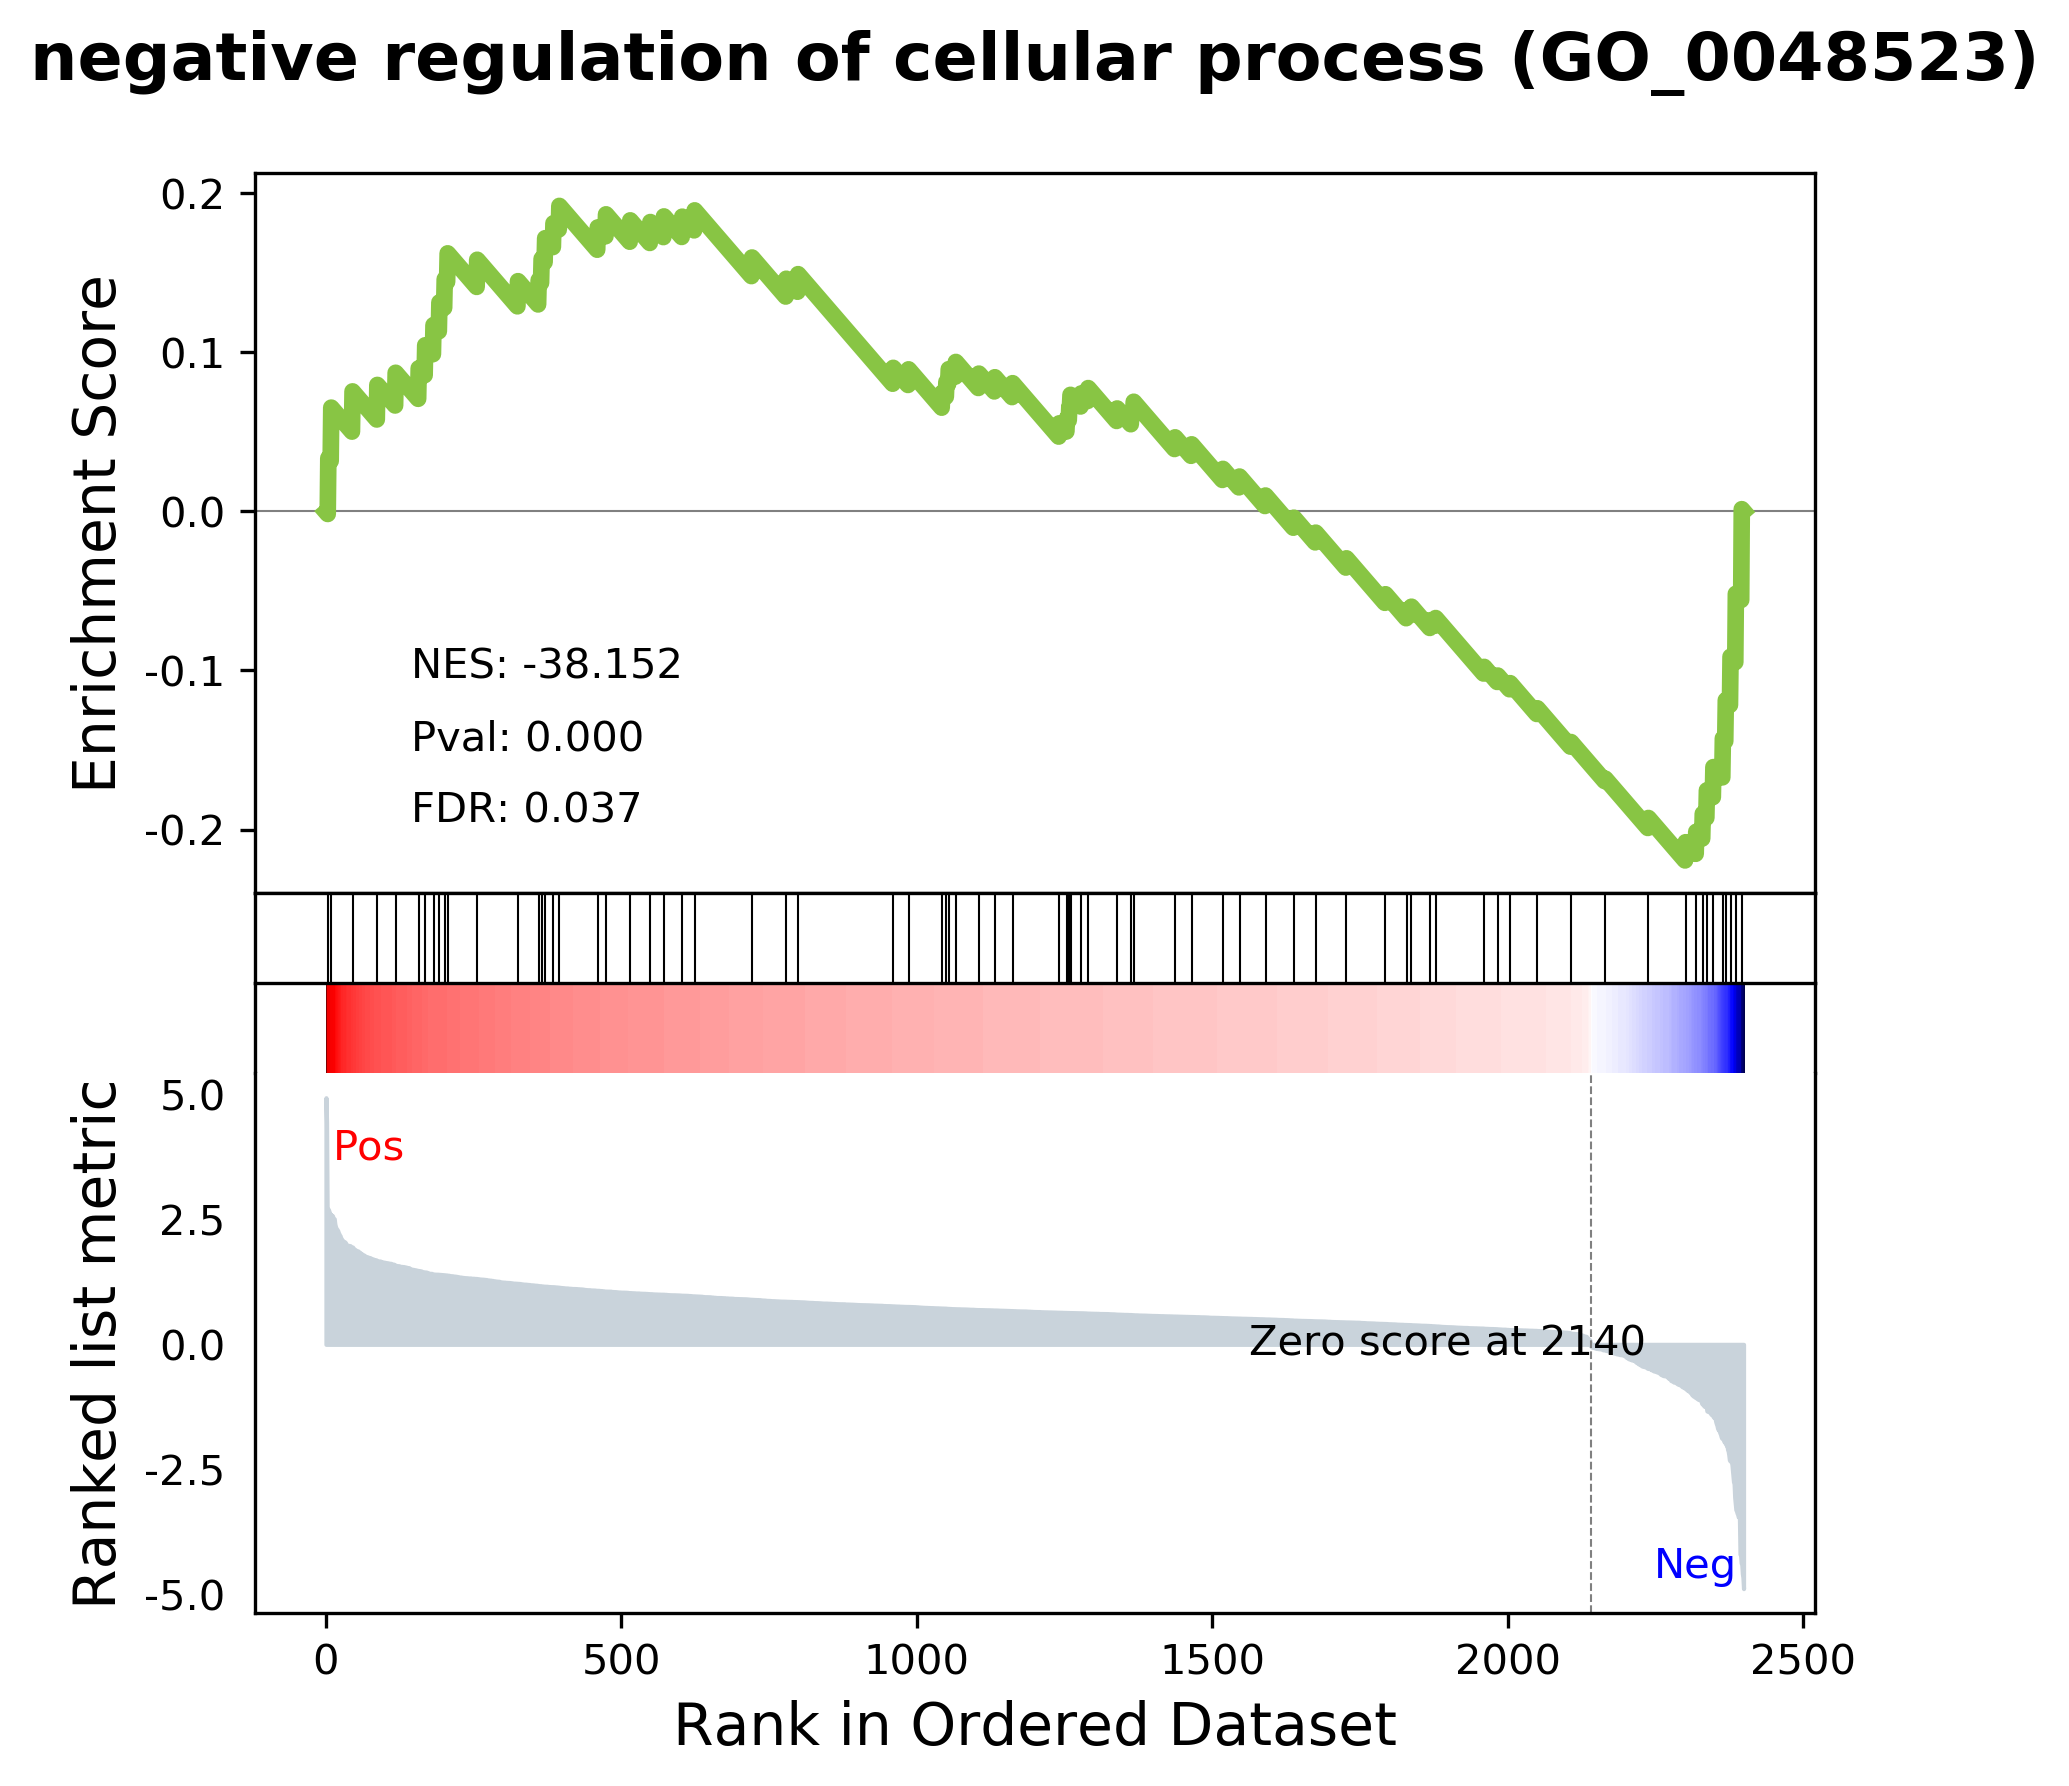 negative regulation of cellular process (GO_0048523)
Enrichment Score
0.2
0.1
0.0
-0.1
-0.2
NES: -38.152
Pval: 0.000
FDR: 0.037
Ranked list metric
5.0
2.5
0.0
-2.5
-5.0
Pos
Zero score at 2140
Neg
0 500 1000 1500 2000 2500
Rank in Ordered Dataset